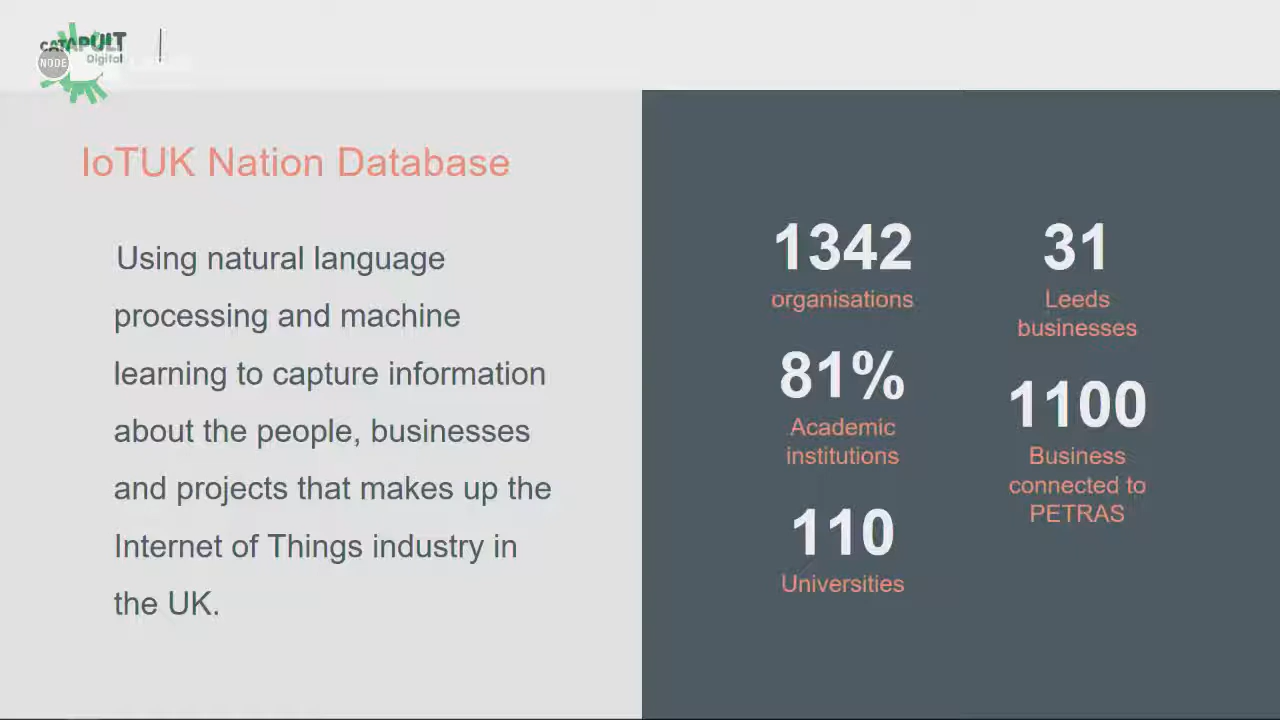 CATAPULT
Digital
NODE
IoTUK Nation Database
Using natural language
processing and machine
learning to capture information
about the people, businesses
and projects that makes up the
Internet of Things industry in
the UK.
1342
organisations
81%
Academic
institutions
110
Universities
31
Leeds
businesses
1100
Business
connected to
PETRAS